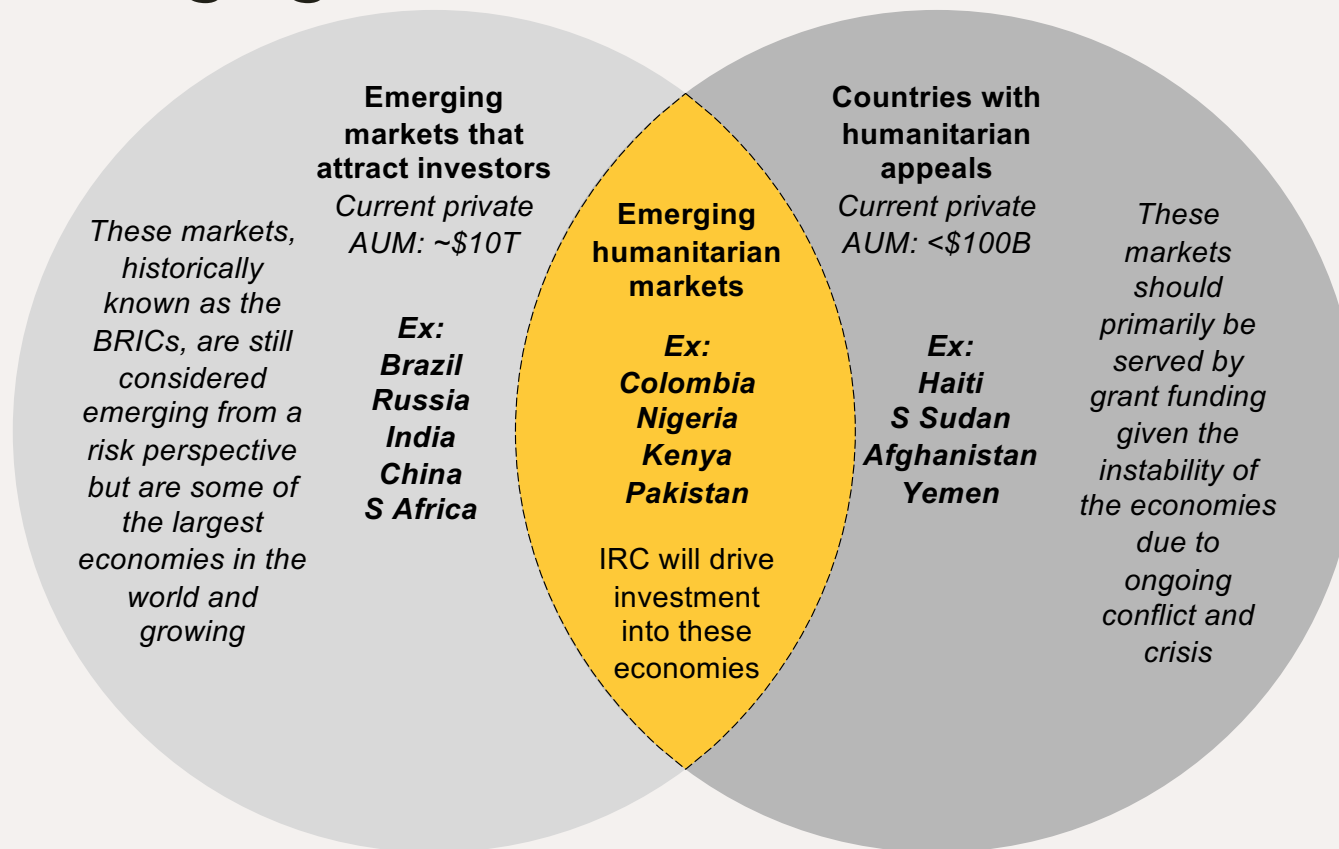 Emerging
markets that
attract investors
Current private
AUM: ~$10T
These markets,
historically
known as the
BRICs, are still
considered
emerging from a
risk perspective
but are some of
the largest
economies in the
world and
growing
Ex:
Brazil
Russia
India
China
S Africa
Emerging
humanitarian
markets
Ex:
Colombia
Nigeria
Kenya
Pakistan
IRC will drive
investment
into these
economies
Countries with
humanitarian
appeals
Current private
AUM: <$100B
Ex:
Haiti
S Sudan
Afghanistan
Yemen
These
markets
should
primarily be
served by
grant funding
given the
instability of
the economies
due to
ongoing
conflict and
crisis